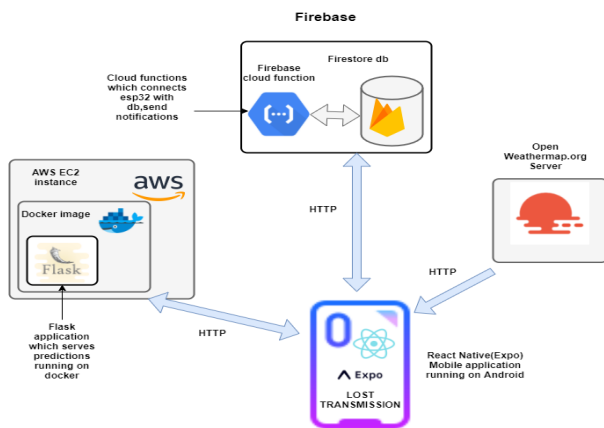 Firebase
Firebase
cloud function
Firestore db
Cloud functions
which connects
esp32 with
db,send
notifications
AWS EC2
instance
aws
Docker image
Flask
Flask
application
which serves
predictions
running on
docker
HTTP
HTTP
HTTP
Open
Weathermap.org
Server
Expo
LOST
TRANSMISSION
React Native(Expo)
Mobile application
running on Android